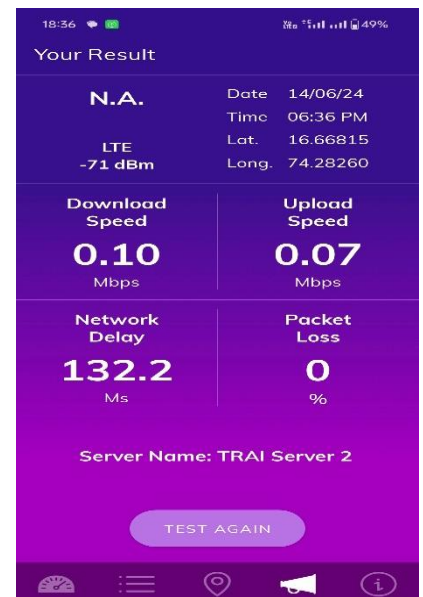 18:36 49%
Your Result
N.A.
Date 14/06/24
Time 06:36 PM
LTE
Lat. 16.66815
-71 dBm
Long. 74.28260
Download
Speed
0.10
Mbps
Upload
Speed
0.07
Mbps
Network
Delay
132.2
Ms
Packet
Loss
0
%
Server Name: TRAI Server 2
TEST AGAIN